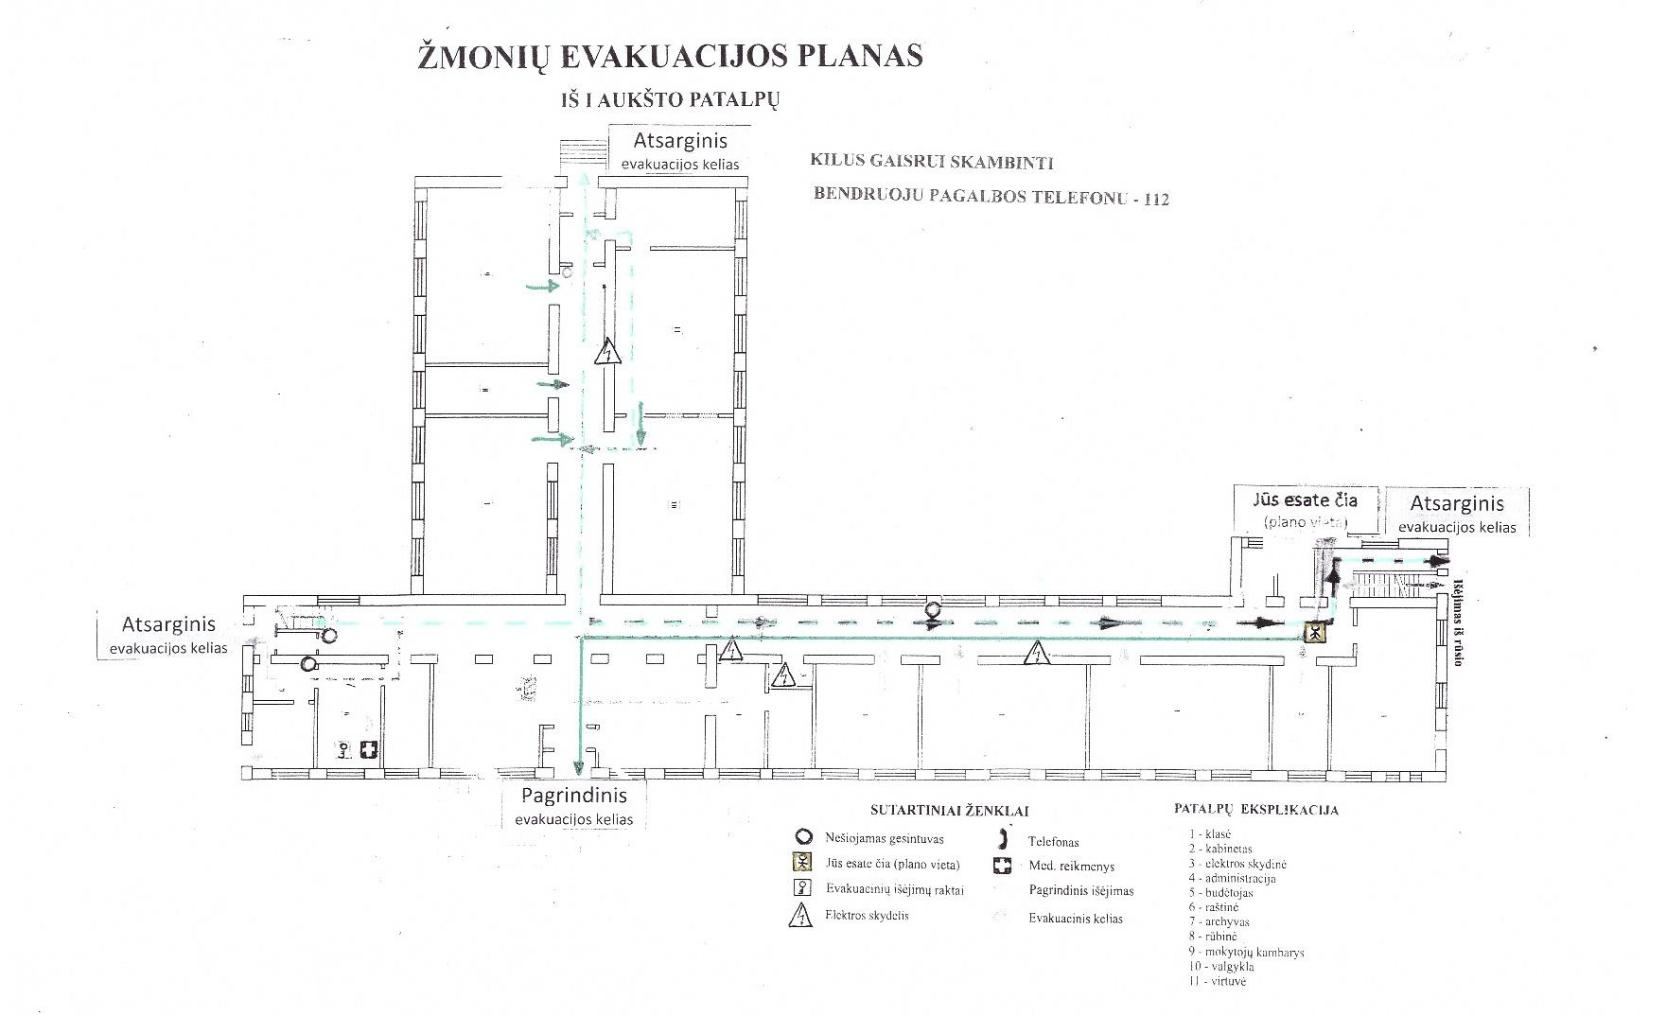 ŽMONIŲ EVAKUACIJOS PLANAS
IŠ I AUKŠTO PATALPŲ
Atsarginis
evakuacijos kelias
KILUS GAISRUI SKAMBINTI
BENDRUOJU PAGALBOS TELEFONU - 112
Jūs esate čia
(plano vieta)
Atsarginis
evakuacijos kelias
Išėjimas iš rūsio
Atsarginis
evakuacijos kelias
Pagrindinis
evakuacijos kelias
SUTARTINIAI ŽENKLAI
Nešiojamas gesintuvas
Jūs esate čia (plano vieta)
Evakuacinių išėjimų raktai
Elektros skydelis
Telefonas
Med. reikmenys
Pagrindinis išėjimas
Evakuacinis kelias
PATALPŲ EKSPLIKACIJA
1 - klasė
2 - kabinetas
3 - elektros skydinė
4 - administracija
5 - budėtojas
6 - raštinė
7 - archyvas
8 - rūbinė
9 - mokytojų kambarys
10 - valgykla
11 - virtuvė